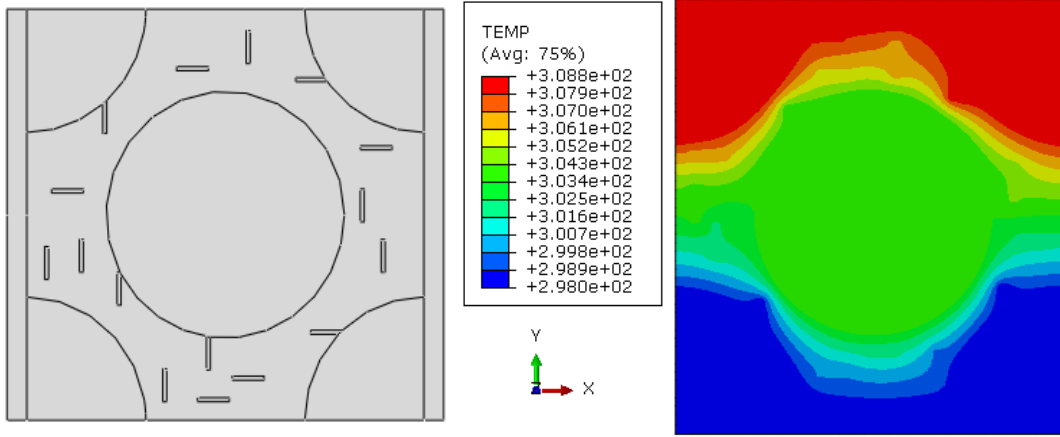 TEMP
(Avg: 75%)
+3.088e+02
+3.079e+02
+3.070e+02
+3.061e+02
+3.052e+02
+3.043e+02
+3.034e+02
+3.025e+02
+3.016e+02
+3.007e+02
+2.998e+02
+2.989e+02
+2.980e+02
Y
Z
X